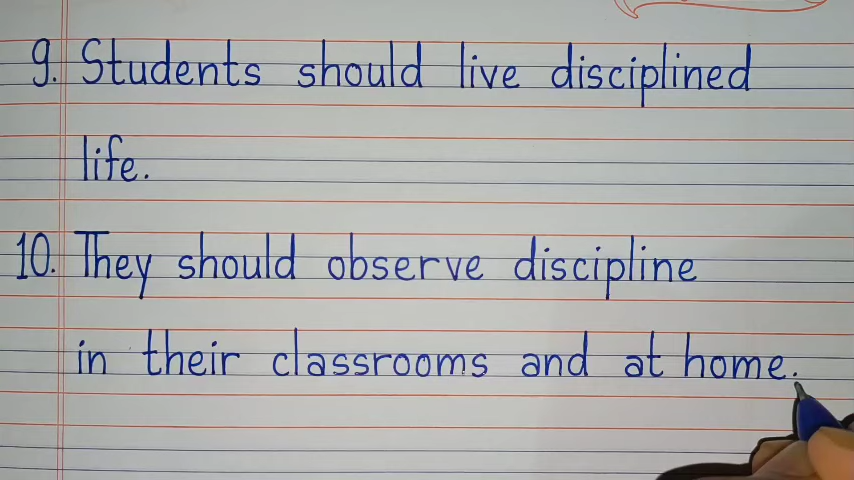 9. Students should live disciplined
life.
10. They should observe discipline
in their classrooms and at home.